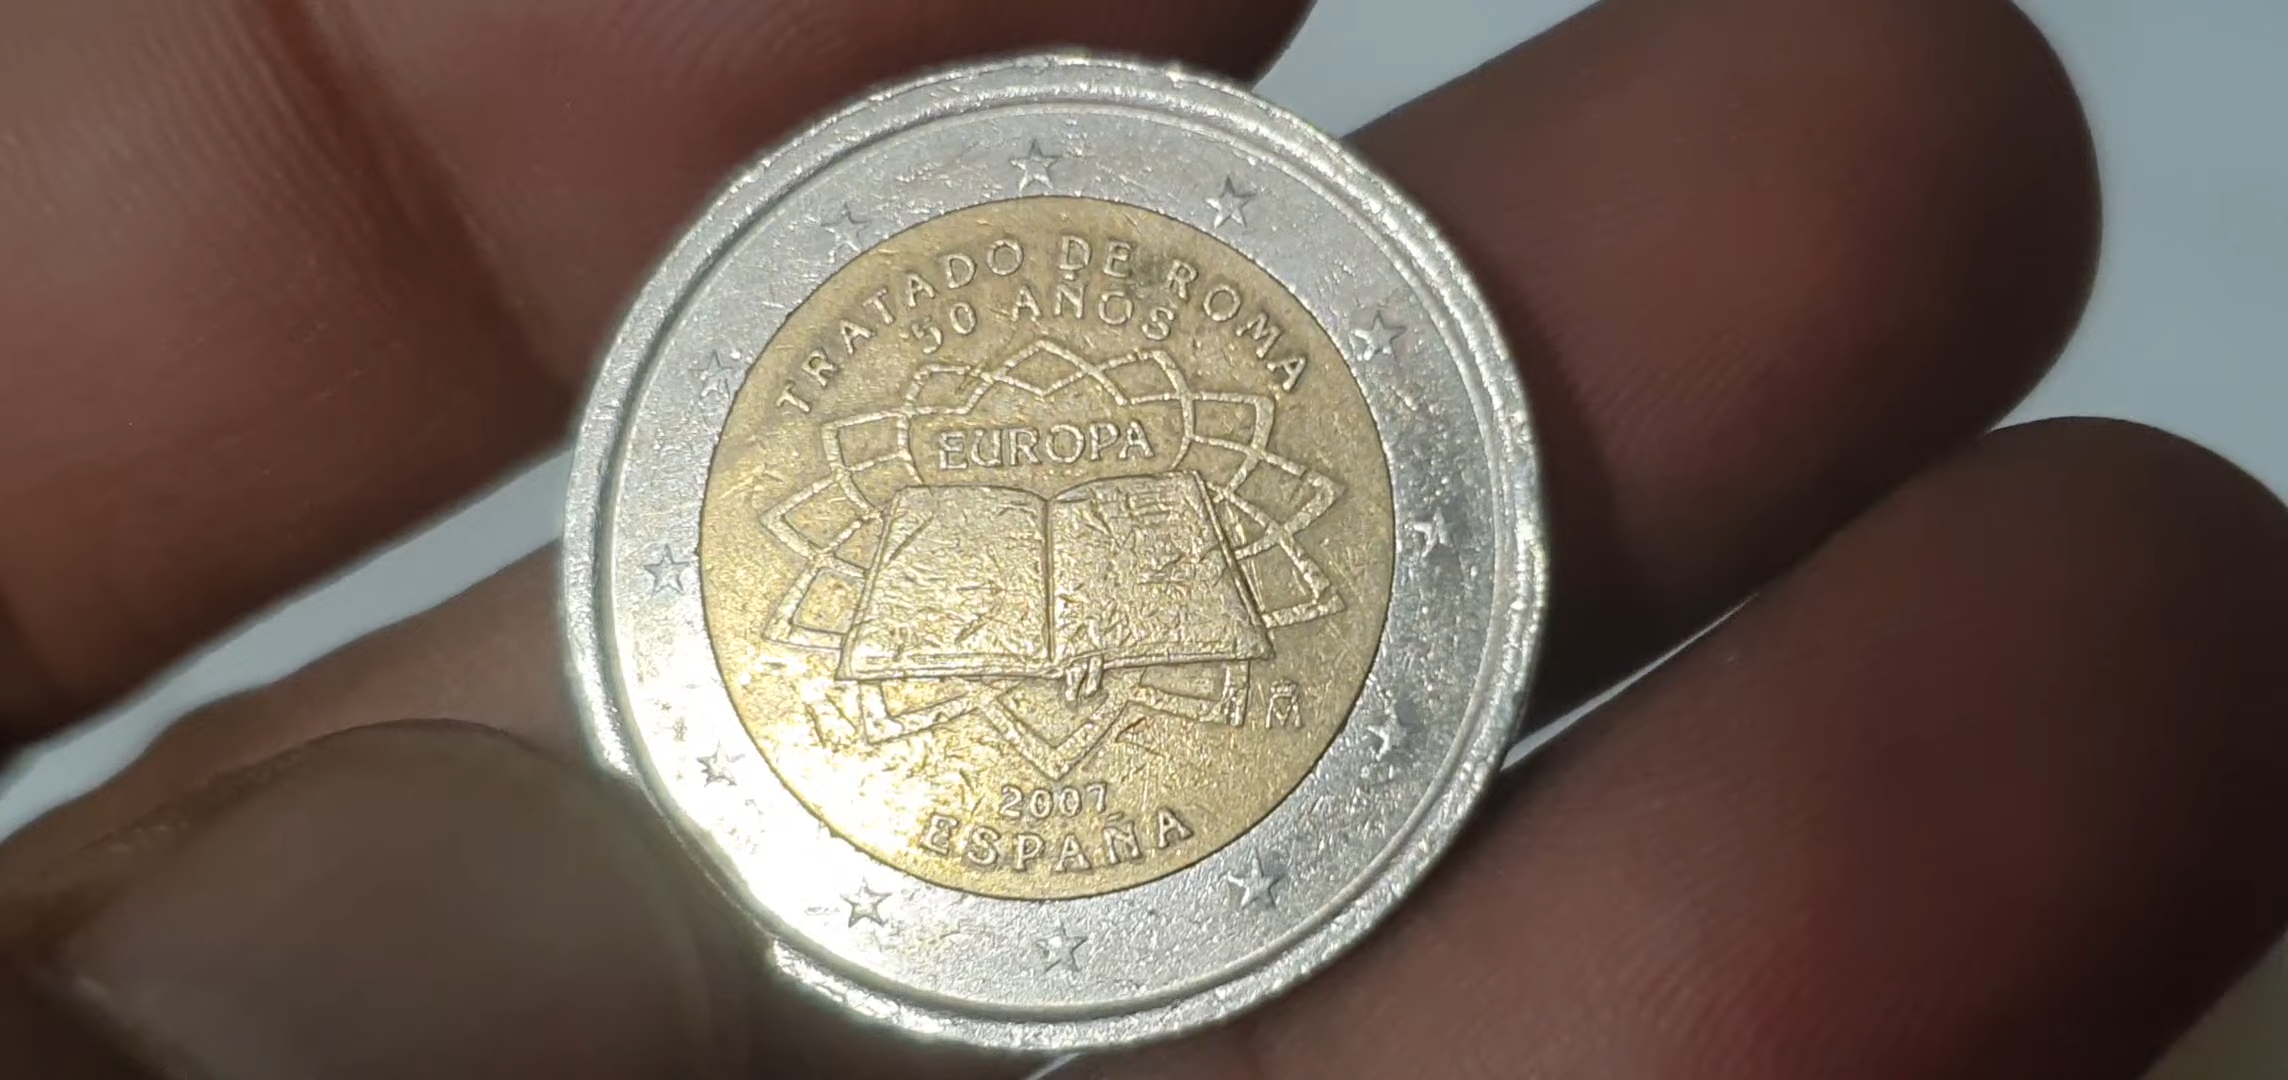 TRATADO DE ROMA
50 AÑOS
EUROPA
M
2007
ESPAÑA